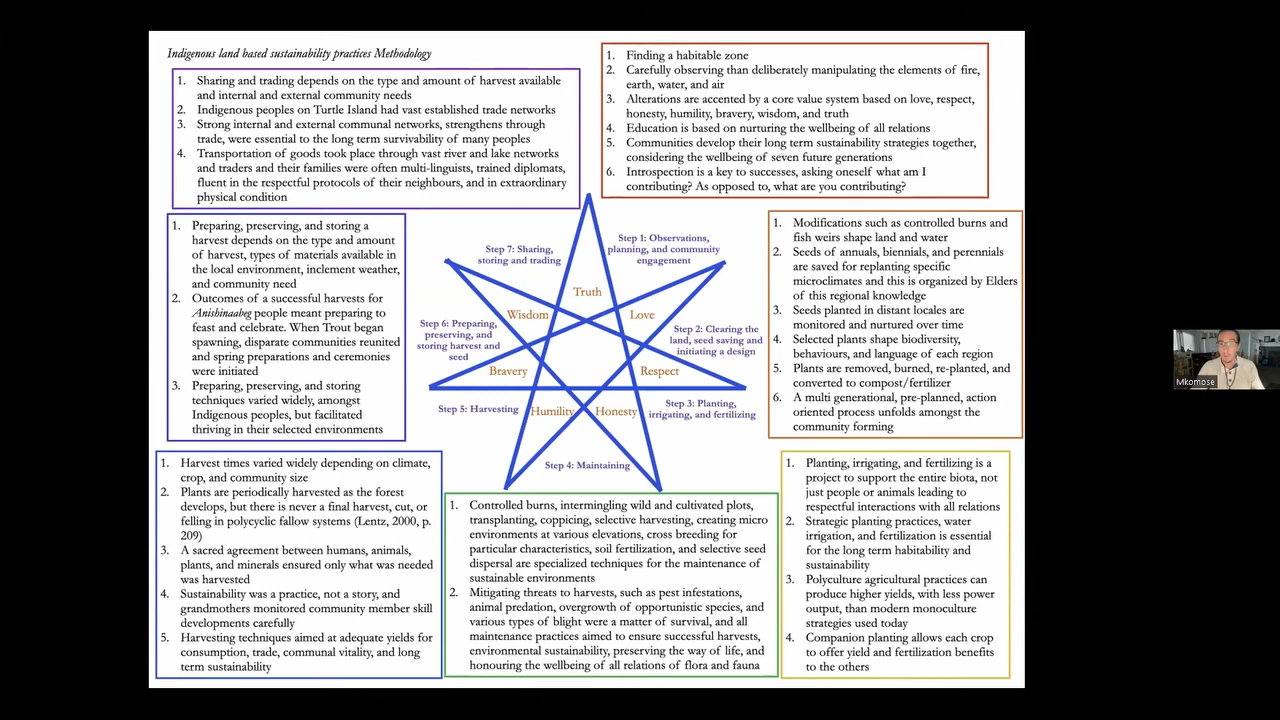 Indigenous land based sustainability practices Methodology
1. Sharing and trading depends on the type and amount of harvest available
and internal and external community needs
2. Indigenous peoples on Turtle Island had vast established trade networks
3. Strong internal and external communal networks, strengthens through
trade, were essential to the long term survivability of many peoples
4. Transportation of goods took place through vast river and lake networks
and traders and their families were often multi-linguists, trained diplomats,
fluent in the respectful protocols of their neighbours, and in extraordinary
physical condition
1. Finding a habitable zone
2. Carefully observing than deliberately manipulating the elements of fire,
earth, water, and air
3. Alterations are accented by a core value system based on love, respect,
honesty, humility, bravery, wisdom, and truth
4. Education is based on nurturing the wellbeing of all relations
5. Communities develop their long term sustainability strategies together,
considering the wellbeing of seven future generations
6. Introspection is a key to successes, asking oneself what am I
contributing? As opposed to, what are you contributing?
1. Preparing, preserving, and storing a
harvest depends on the type and amount
of harvest, types of materials available in
the local environment, inclement weather,
and community need
2. Outcomes of a successful harvests for
Anishinaabeg people meant preparing to
feast and celebrate. When Trout began
spawning, disparate communities reunited
and spring preparations and ceremonies
were initiated
3. Preparing, preserving, and storing
techniques varied widely, amongst
Indigenous peoples, but facilitated
thriving in their selected environments
Step 7: Sharing,
storing and trading
Step 1: Observations,
planning, and community
engagement
Truth
Wisdom
Love
Step 6: Preparing,
preserving, and
storing harvest and
seed
Step 2: Clearing the
land, seed saving and
initiating a design
Bravery
Respect
Step 5: Harvesting
Humility
Honesty
Step 3: Planting,
irrigating, and fertilizing
Step 4: Maintaining
1. Modifications such as controlled burns and
fish weirs shape land and water
2. Seeds of annuals, biennials, and perennials
are saved for replanting specific
microclimates and this is organized by Elders
of this regional knowledge
3. Seeds planted in distant locales are
monitored and nurtured over time
4. Selected plants shape biodiversity,
behaviours, and language of each region
5. Plants are removed, burned, re-planted, and
converted to compost/fertilizer
6. A multi generational, pre-planned, action
oriented process unfolds amongst the
community forming
Mkomose
1. Harvest times varied widely depending on climate,
crop, and community size
2. Plants are periodically harvested as the forest
develops, but there is never a final harvest, cut, or
felling in polycyclic fallow systems (Lentz, 2000, p.
209)
3. A sacred agreement between humans, animals,
plants, and minerals ensured only what was needed
was harvested
4. Sustainability was a practice, not a story, and
grandmothers monitored community member skill
developments carefully
5. Harvesting techniques aimed at adequate yields for
consumption, trade, communal vitality, and long
term sustainability
1. Controlled burns, intermingling wild and cultivated plots,
transplanting, coppicing, selective harvesting, creating micro
environments at various elevations, cross breeding for
particular characteristics, soil fertilization, and selective seed
dispersal are specialized techniques for the maintenance of
sustainable environments
2. Mitigating threats to harvests, such as pest infestations,
animal predation, overgrowth of opportunistic species, and
various types of blight were a matter of survival, and all
maintenance practices aimed to ensure successful harvests,
environmental sustainability, preserving the way of life, and
honouring the wellbeing of all relations of flora and fauna
1. Planting, irrigating, and fertilizing is a
project to support the entire biota, not
just people or animals leading to
respectful interactions with all relations
2. Strategic planting practices, water
irrigation, and fertilization is essential
for the long term habitability and
sustainability
3. Polyculture agricultural practices can
produce higher yields, with less power
output, than modern monoculture
strategies used today
4. Companion planting allows each crop
to offer yield and fertilization benefits
to the others